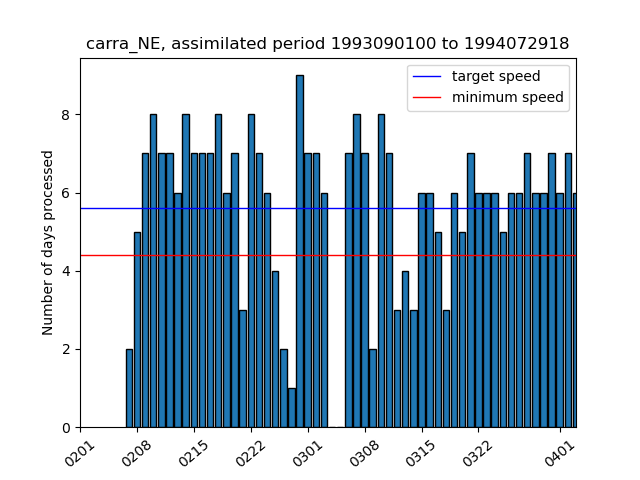 carra_NE, assimilated period 1993090100 to 1994072918
target speed
minimum speed
Number of days processed
8
6
4
2
0
0201 0208 0215 0222 0301 0308 0315 0322 0401